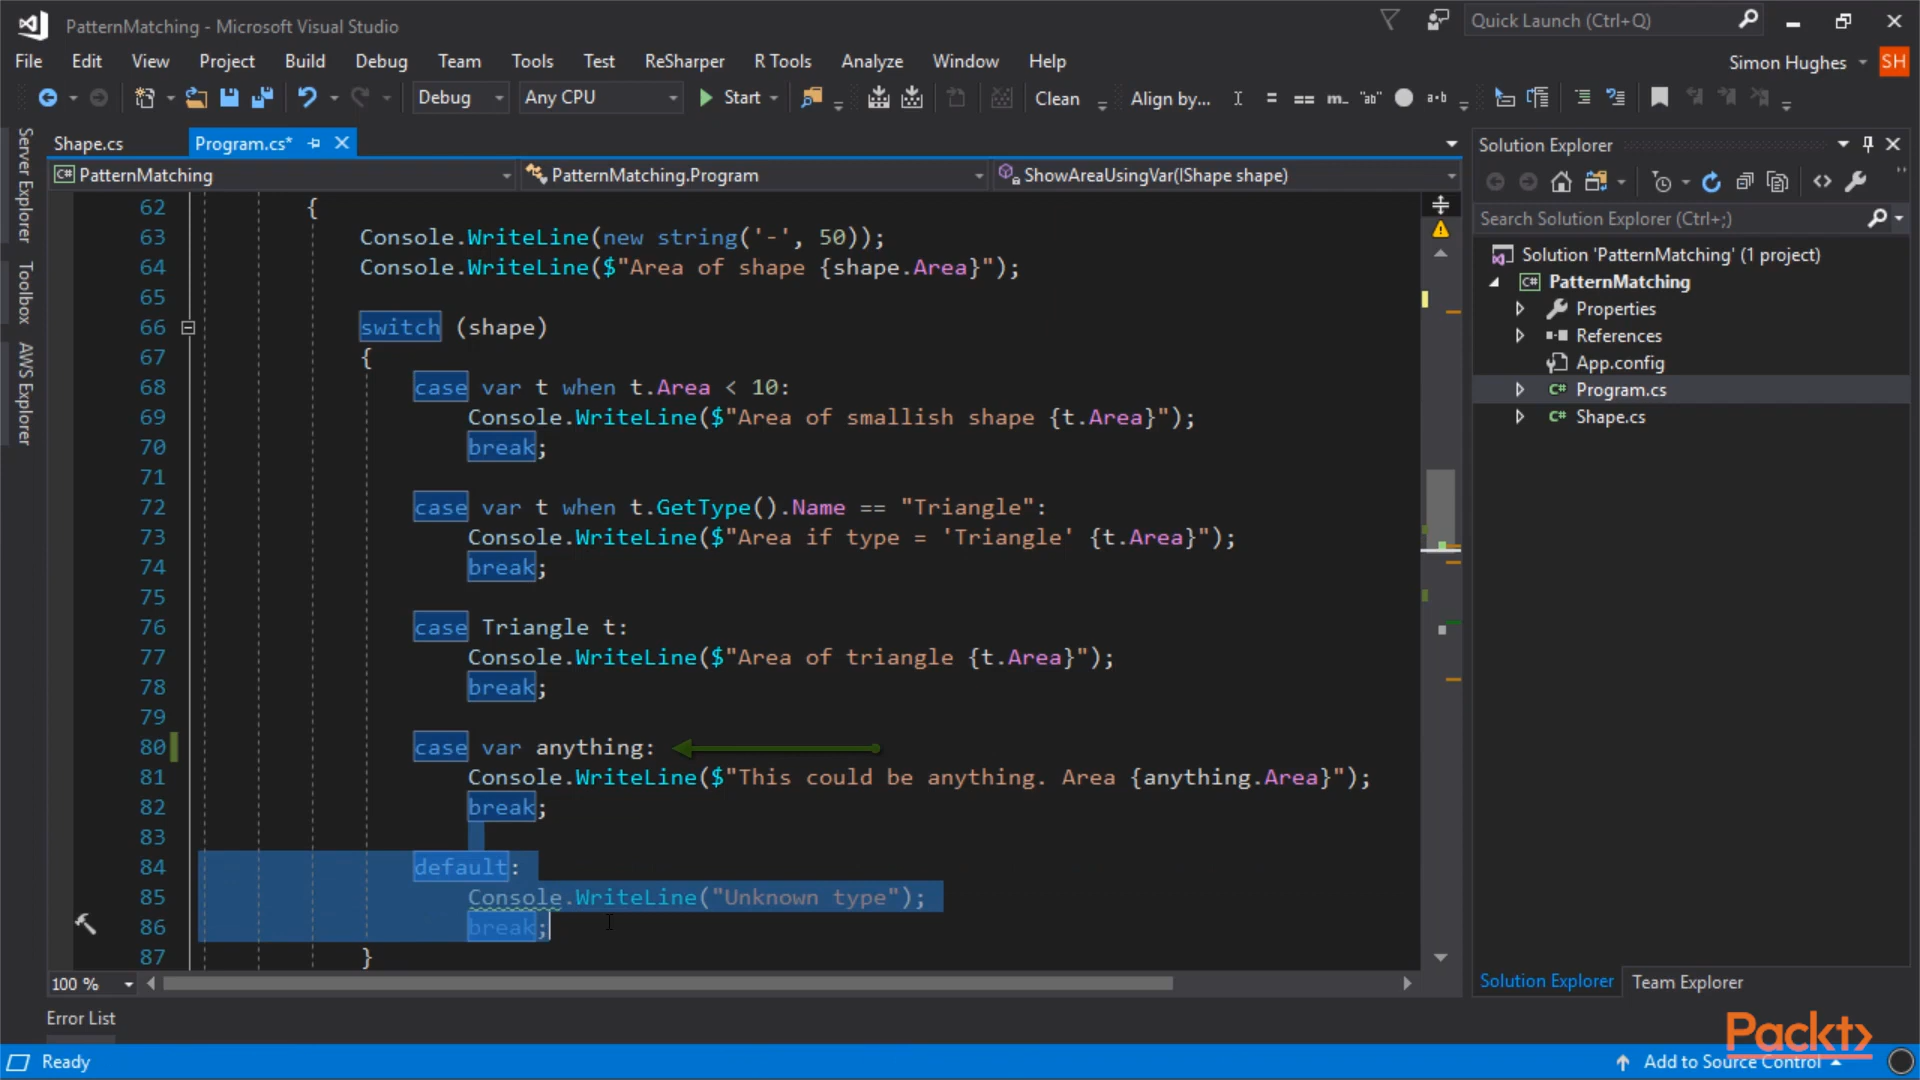 PatternMatching - Microsoft Visual Studio
Quick Launch (Ctrl+Q)
File Edit View Project Build Debug Team Tools Test ReSharper R Tools Analyze Window Help
Simon Hughes SH
Debug Any CPU Start Clean Align by... = == m_ "ab" a·b
Server Explorer
Toolbox
AWS Explorer
Shape.cs Program.cs*
C# PatternMatching PatternMatching.Program ShowAreaUsingVar(IShape shape)
62 {
63 Console.WriteLine(new string('-', 50));
64 Console.WriteLine($"Area of shape {shape.Area}");
65
66 switch (shape)
67 {
68 case var t when t.Area < 10:
69 Console.WriteLine($"Area of smallish shape {t.Area}");
70 break;
71
72 case var t when t.GetType().Name == "Triangle":
73 Console.WriteLine($"Area if type = 'Triangle' {t.Area}");
74 break;
75
76 case Triangle t:
77 Console.WriteLine($"Area of triangle {t.Area}");
78 break;
79
80 case var anything:
81 Console.WriteLine($"This could be anything. Area {anything.Area}");
82 break;
83
84 default:
85 Console.WriteLine("Unknown type");
86 break;
87 }
100 %
Solution Explorer
Search Solution Explorer (Ctrl+;)
Solution 'PatternMatching' (1 project)
C# PatternMatching
Properties
References
App.config
C# Program.cs
C# Shape.cs
Solution Explorer Team Explorer
Error List
Packt>
Ready
Add to Source Control